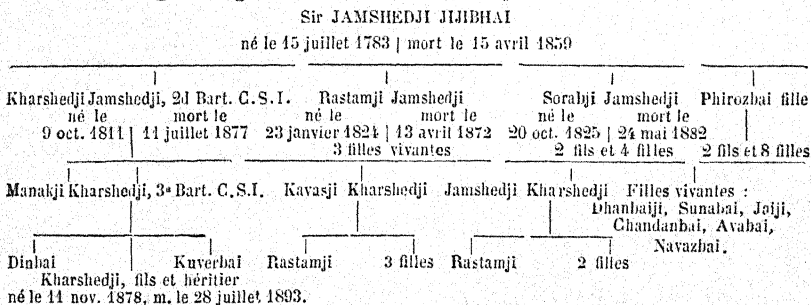 Sir JAMSHEDJI JIJIBHAI
né le 15 juillet 1783 | mort le 15 avril 1859
Kharshedji Jamshedji, 2d Bart. C.S.I. Rastamji Jamshedji Sorabji Jamshedji Phirozbai fille
né le mort le né le mort le né le mort le
9 oct. 1811 11 juillet 1877 23 janvier 1824 | 13 avril 1872 20 oct. 1825 | 24 mai 1882
3 filles vivantes 2 fils et 4 filles 2 fils et 8 filles
Manakji Kharshedji, 3e Bart. C.S.I. Kavasji Kharshedji Jamshedji Kharshedji Filles vivantes :
Dhanbaiji, Sunabai, Jaiji,
Chandanbai, Avabai,
Navazbai.
Dinbai Kuverbai Rastamji 3 filles Rastamji 2 filles
Kharshedji, fils et héritier
né le 11 nov. 1878, m. le 28 juillet 1893.